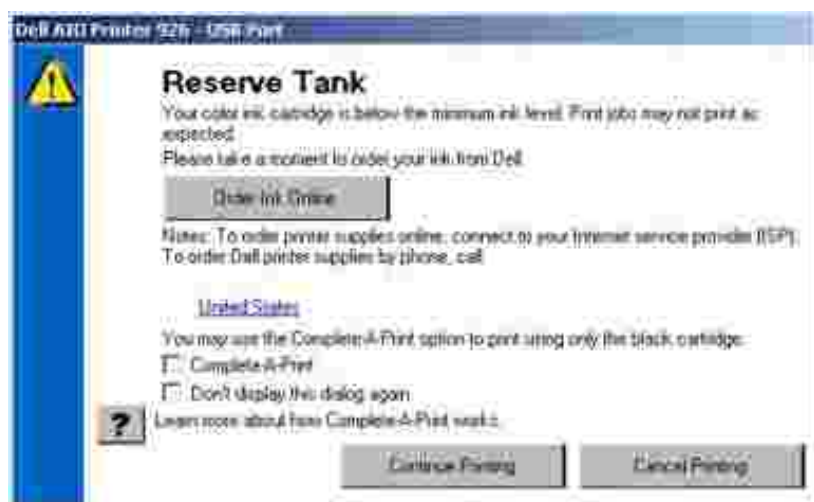 Dell AIO Printer 926 - USB Port
Reserve Tank
Your color ink cartridge is below the minimum ink level. Print jobs may not print as
expected.
Please take a moment to order your ink from Dell.
Order Ink Online
Notes: To order printer supplies online, connect to your Internet service provider (ISP).
To order Dell printer supplies by phone, call
United States
You may use the Complete-A-Print option to print using only the black cartridge.
Complete-A-Print
Don't display this dialog again
? Learn more about how Complete-A-Print works.
Continue Printing
Cancel Printing